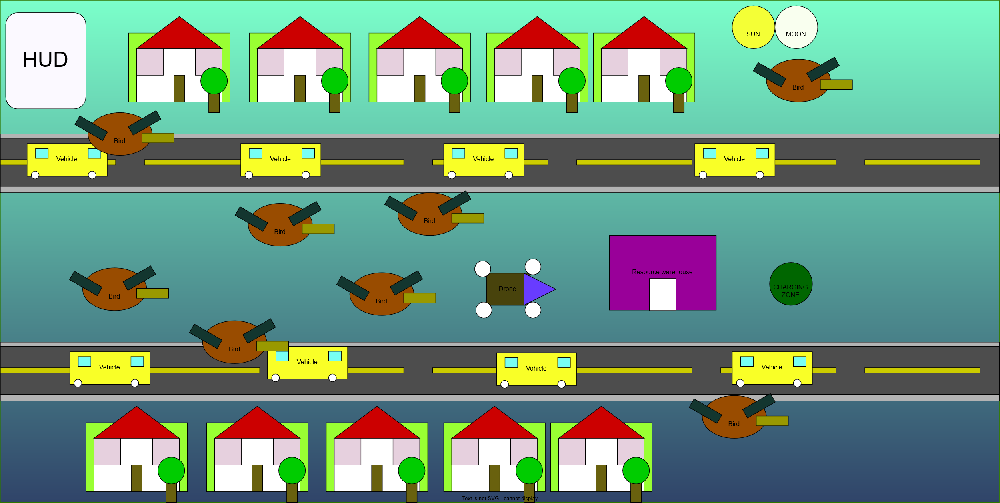 HUD
SUN
MOON
Bird
Bird
Vehicle
Vehicle
Vehicle
Vehicle
Bird
Bird
Resource warehouse
Drone
CHARGING
ZONE
Bird
Bird
Bird
Vehicle
Vehicle
Vehicle
Vehicle
Bird
Text is not SVG - cannot display